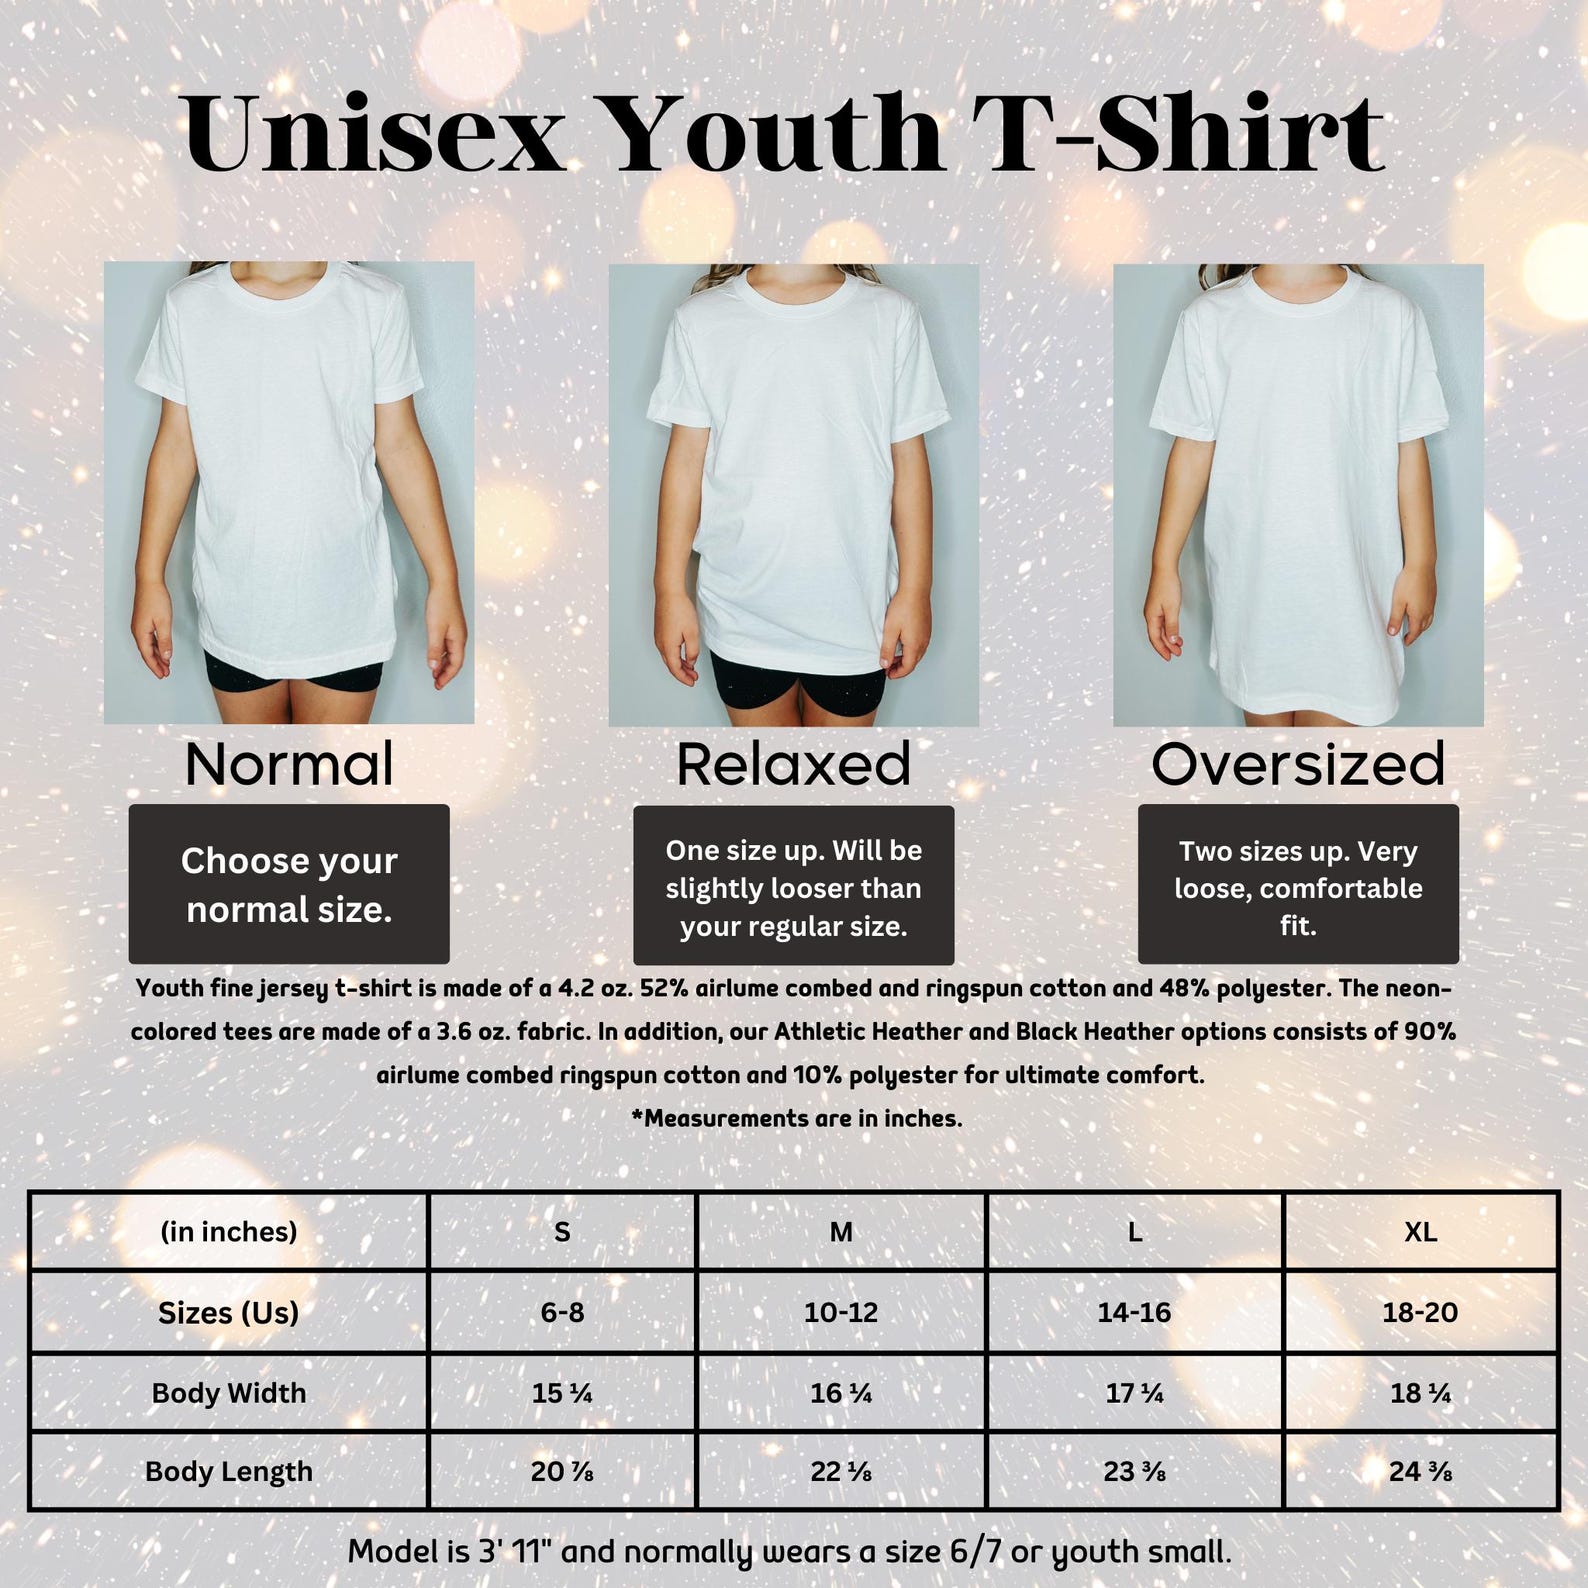 Unisex Youth T-Shirt
Normal
Relaxed
Oversized
Choose your
normal size.
One size up. Will be
slightly looser than
your regular size.
Two sizes up. Very
loose, comfortable
fit.
Youth fine jersey t-shirt is made of a 4.2 oz. 52% airlume combed and ringspun cotton and 48% polyester. The neon-
colored tees are made of a 3.6 oz. fabric. In addition, our Athletic Heather and Black Heather options consists of 90%
airlume combed ringspun cotton and 10% polyester for ultimate comfort.
*Measurements are in inches.
(in inches) S M L XL
Sizes (Us) 6-8 10-12 14-16 18-20
Body Width 15 ¼ 16 ¼ 17 ¼ 18 ¼
Body Length 20 ⅞ 22 ⅛ 23 ⅜ 24 ⅜
Model is 3' 11" and normally wears a size 6/7 or youth small.